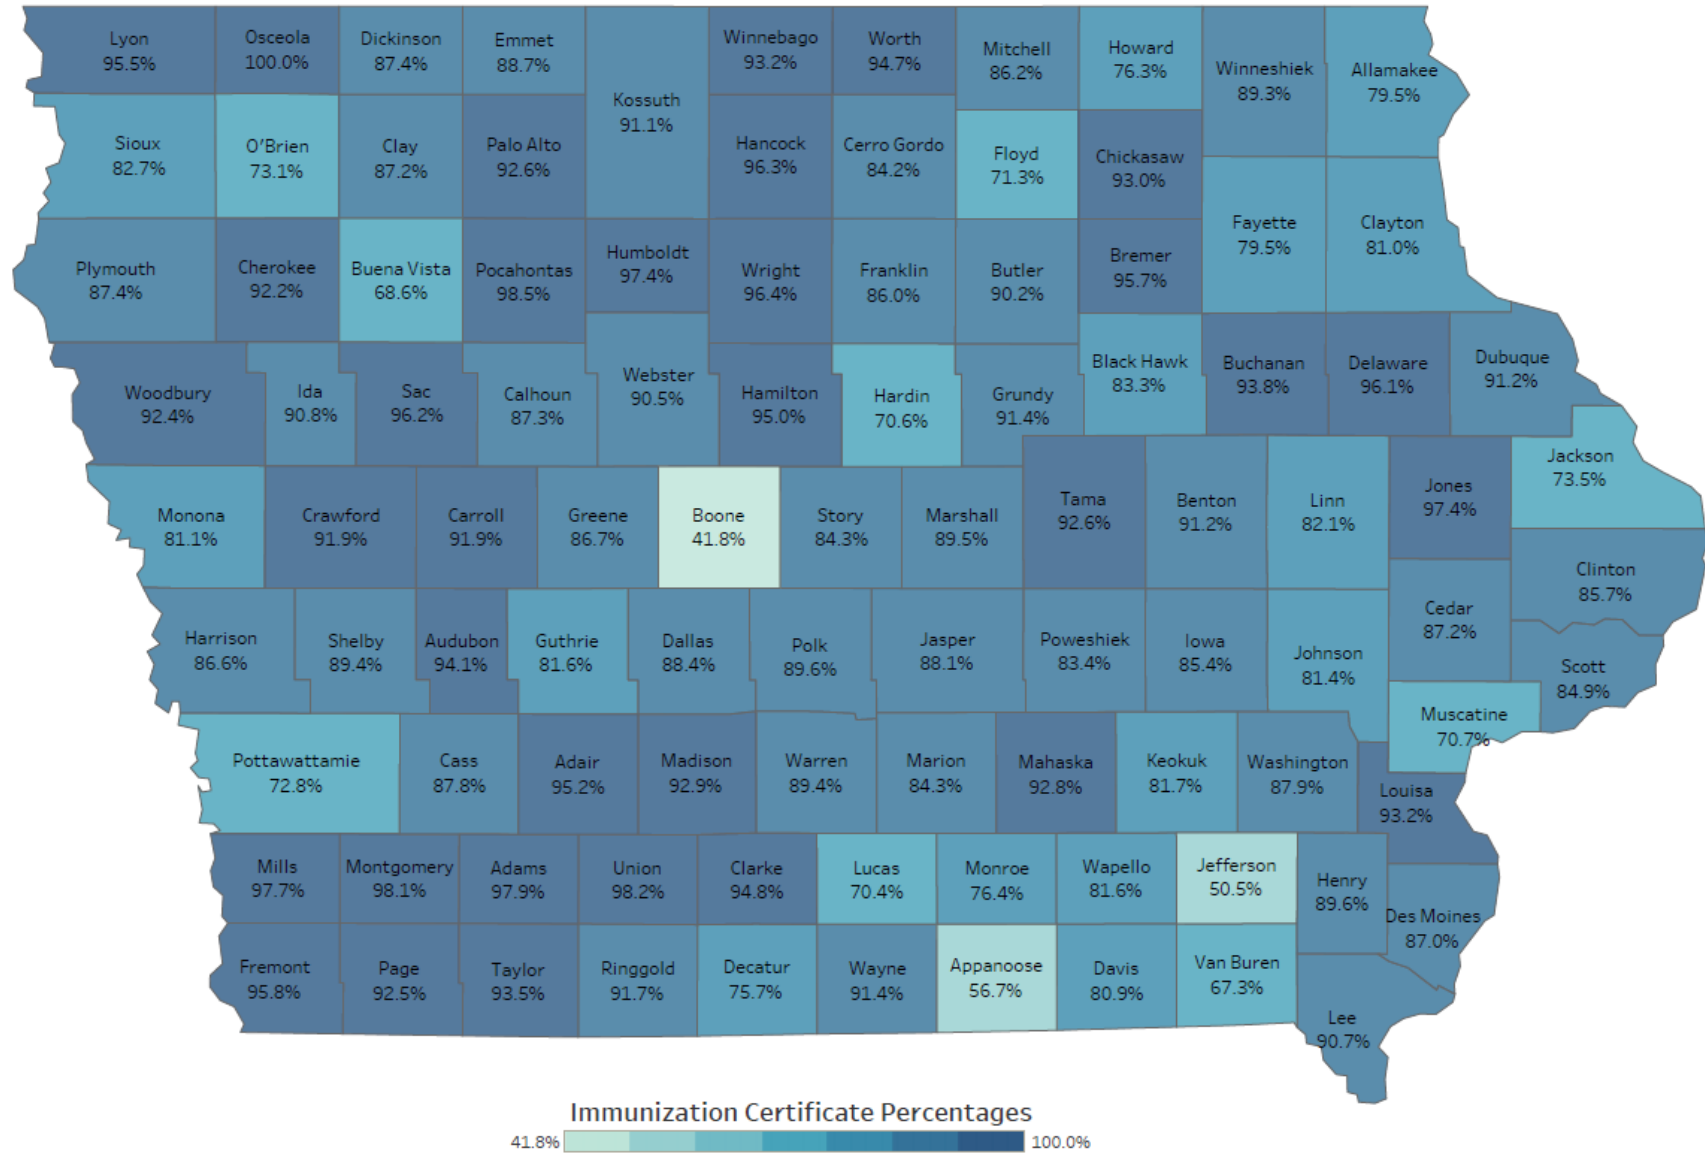 Lyon
95.5%
Osceola
100.0%
Dickinson
87.4%
Emmet
88.7%
Kossuth
91.1%
Winnebago
93.2%
Worth
94.7%
Mitchell
86.2%
Howard
76.3%
Winneshiek
89.3%
Allamakee
79.5%
Sioux
82.7%
O'Brien
73.1%
Clay
87.2%
Palo Alto
92.6%
Hancock
96.3%
Cerro Gordo
84.2%
Floyd
71.3%
Chickasaw
93.0%
Fayette
79.5%
Clayton
81.0%
Plymouth
87.4%
Cherokee
92.2%
Buena Vista
68.6%
Pocahontas
98.5%
Humboldt
97.4%
Wright
96.4%
Franklin
86.0%
Butler
90.2%
Bremer
95.7%
Woodbury
92.4%
Ida
90.8%
Sac
96.2%
Calhoun
87.3%
Webster
90.5%
Hamilton
95.0%
Hardin
70.6%
Grundy
91.4%
Black Hawk
83.3%
Buchanan
93.8%
Delaware
96.1%
Dubuque
91.2%
Monona
81.1%
Crawford
91.9%
Carroll
91.9%
Greene
86.7%
Boone
41.8%
Story
84.3%
Marshall
89.5%
Tama
92.6%
Benton
91.2%
Linn
82.1%
Jones
97.4%
Jackson
73.5%
Clinton
85.7%
Harrison
86.6%
Shelby
89.4%
Audubon
94.1%
Guthrie
81.6%
Dallas
88.4%
Polk
89.6%
Jasper
88.1%
Poweshiek
83.4%
Iowa
85.4%
Johnson
81.4%
Cedar
87.2%
Scott
84.9%
Muscatine
70.7%
Pottawattamie
72.8%
Cass
87.8%
Adair
95.2%
Madison
92.9%
Warren
89.4%
Marion
84.3%
Mahaska
92.8%
Keokuk
81.7%
Washington
87.9%
Louisa
93.2%
Mills
97.7%
Montgomery
98.1%
Adams
97.9%
Union
98.2%
Clarke
94.8%
Lucas
70.4%
Monroe
76.4%
Wapello
81.6%
Jefferson
50.5%
Henry
89.6%
Des Moines
87.0%
Fremont
95.8%
Page
92.5%
Taylor
93.5%
Ringgold
91.7%
Decatur
75.7%
Wayne
91.4%
Appanoose
56.7%
Davis
80.9%
Van Buren
67.3%
Lee
90.7%
Immunization Certificate Percentages
41.8%
100.0%